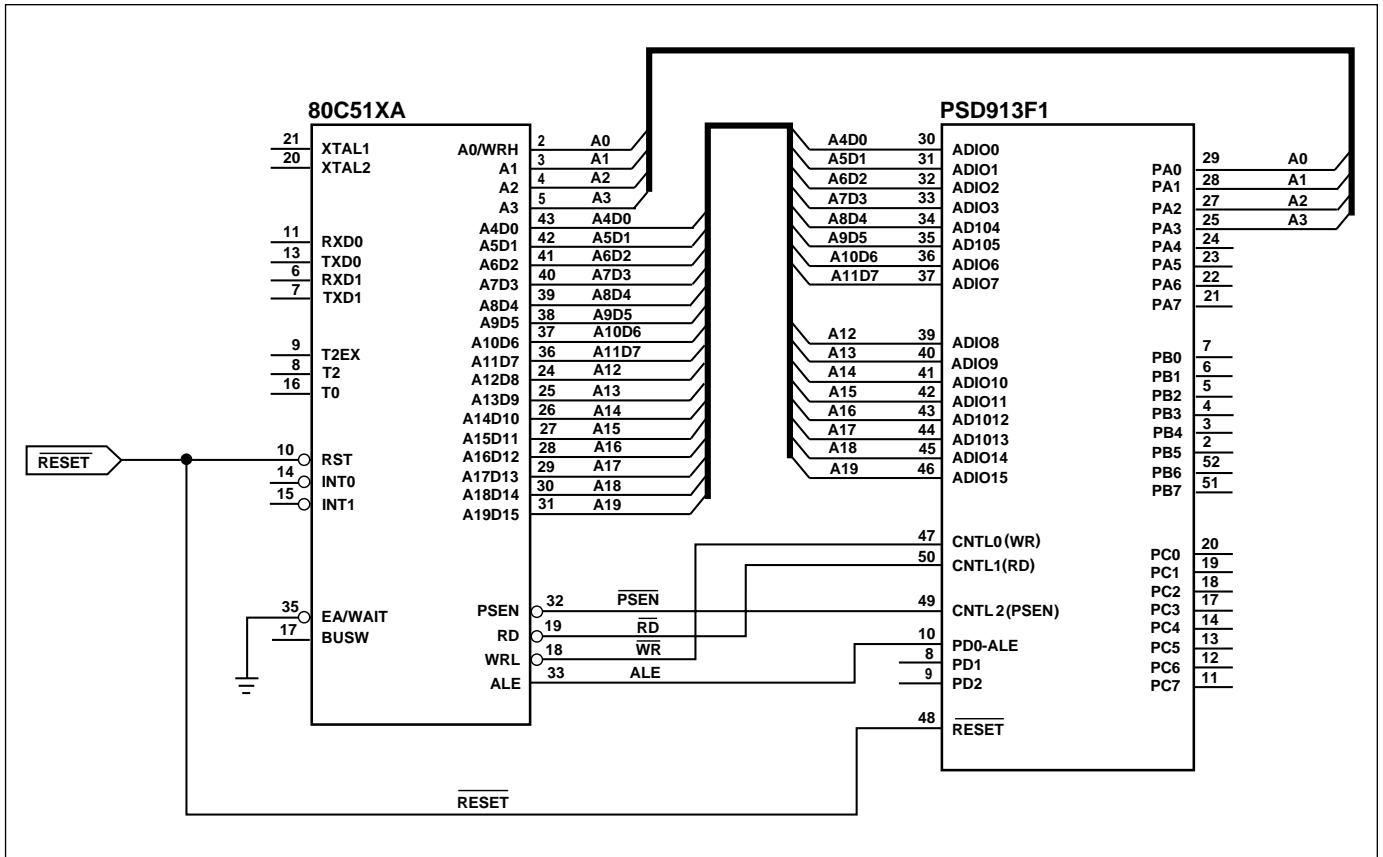 80C51XA
21 XTAL1
20 XTAL2
11 RXD0
13 TXD0
6 RXD1
7 TXD1
9 T2EX
8 T2
16 T0
RESET
10 RST
14 INT0
15 INT1
35 EA/WAIT
17 BUSW
A0/WRH 2 A0
A1 3 A1
A2 4 A2
A3 5 A3
A4D0 43 A4D0
A5D1 42 A5D1
A6D2 41 A6D2
A7D3 40 A7D3
A8D4 39 A8D4
A9D5 38 A9D5
A10D6 37 A10D6
A11D7 36 A11D7
A12D8 24 A12
A13D9 25 A13
A14D10 26 A14
A15D11 27 A15
A16D12 28 A16
A17D13 29 A17
A18D14 30 A18
A19D15 31 A19
PSEN 32 PSEN
RD 19 RD
WRL 18 WR
ALE 33 ALE
PSD913F1
A4D0 30 ADIO0
A5D1 31 ADIO1
A6D2 32 ADIO2
A7D3 33 ADIO3
A8D4 34 AD104
A9D5 35 AD105
A10D6 36 ADIO6
A11D7 37 ADIO7
A12 39 ADIO8
A13 40 ADIO9
A14 41 ADIO10
A15 42 ADIO11
A16 43 AD1012
A17 44 AD1013
A18 45 ADIO14
A19 46 ADIO15
47 CNTL0(WR)
50 CNTL1(RD)
49 CNTL2(PSEN)
10 PD0-ALE
8 PD1
9 PD2
48 RESET
PA0 29 A0
PA1 28 A1
PA2 27 A2
PA3 25 A3
PA4 24
PA5 23
PA6 22
PA7 21
PB0 7
PB1 6
PB2 5
PB3 4
PB4 3
PB5 2
PB6 52
PB7 51
PC0 20
PC1 19
PC2 18
PC3 17
PC4 14
PC5 13
PC6 12
PC7 11
RESET